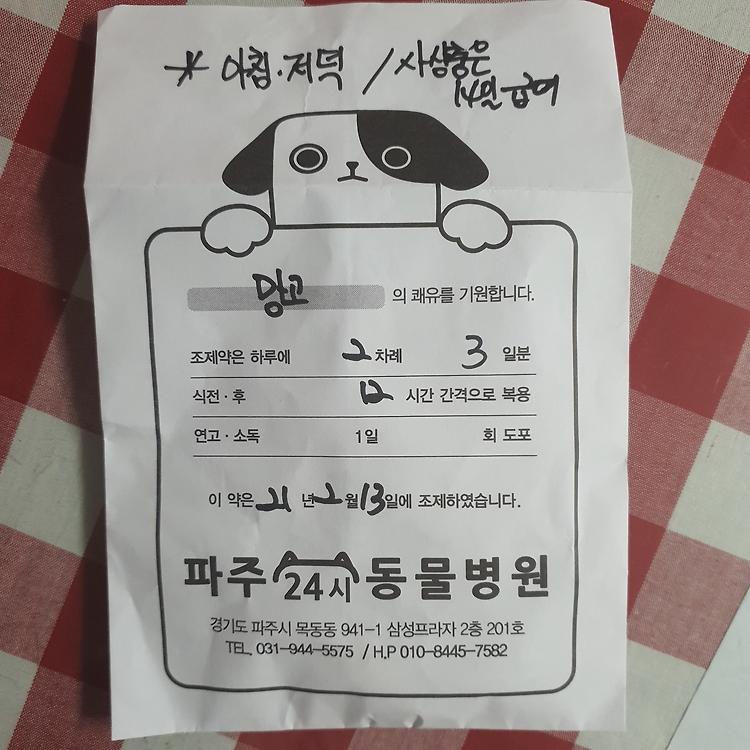 * 아침·저녁 / 사상충은
14일 급여
망고 의 쾌유를 기원합니다.
조제약은 하루에 2 차례 3 일분
식전·후 12 시간 간격으로 복용
연고·소독 1일 회 도포
이 약은 21 년 2 월 13 일에 조제하였습니다.
파주 24시 동물병원
경기도 파주시 목동동 941-1 삼성프라자 2층 201호
TEL. 031-944-5575 / H.P 010-8445-7582